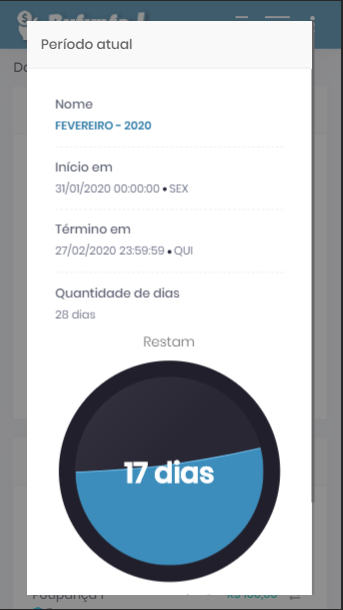 Bufunfa!
Período atual
Nome
FEVEREIRO - 2020
Início em
31/01/2020 00:00:00 • SEX
Término em
27/02/2020 23:59:59 • QUI
Quantidade de dias
28 dias
Restam
17 dias